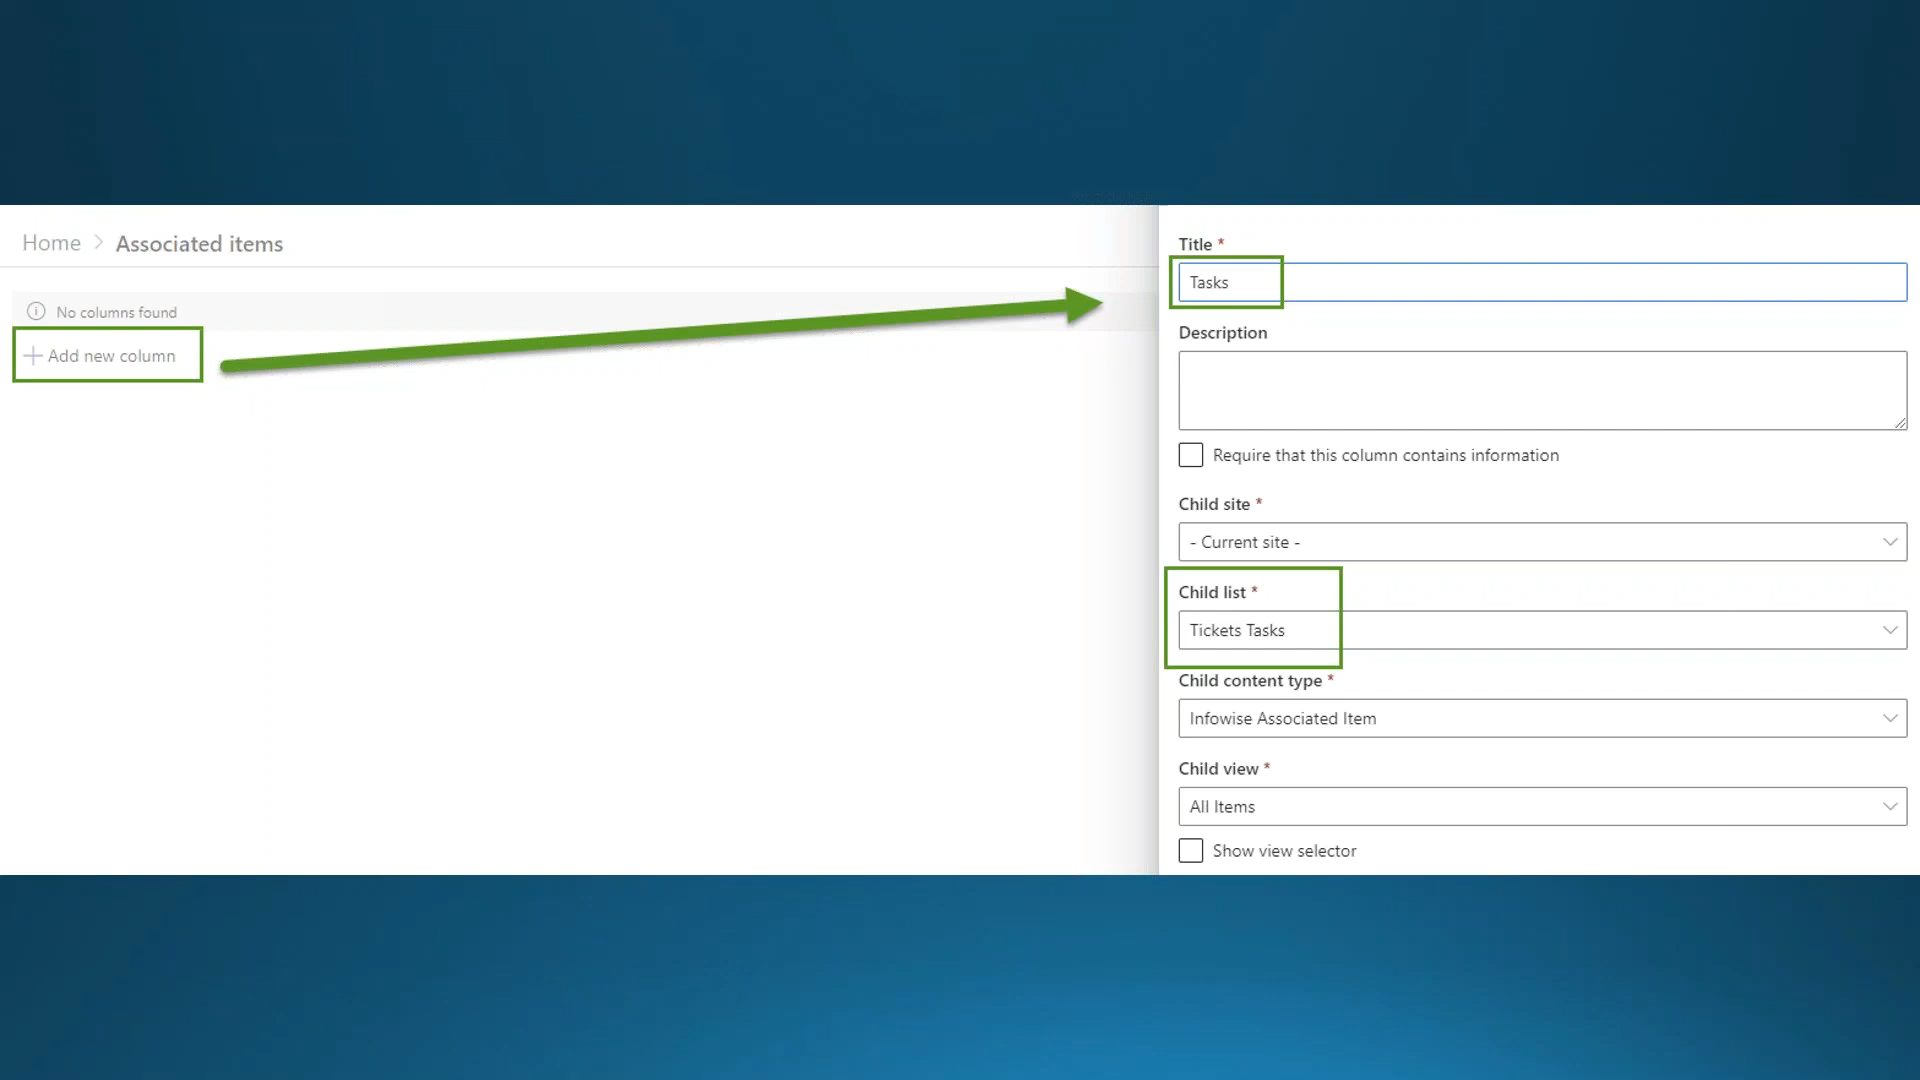 Home > Associated items
No columns found
+ Add new column
Title *
Tasks
Description
Require that this column contains information
Child site *
- Current site -
Child list *
Tickets Tasks
Child content type *
Infowise Associated Item
Child view *
All Items
Show view selector